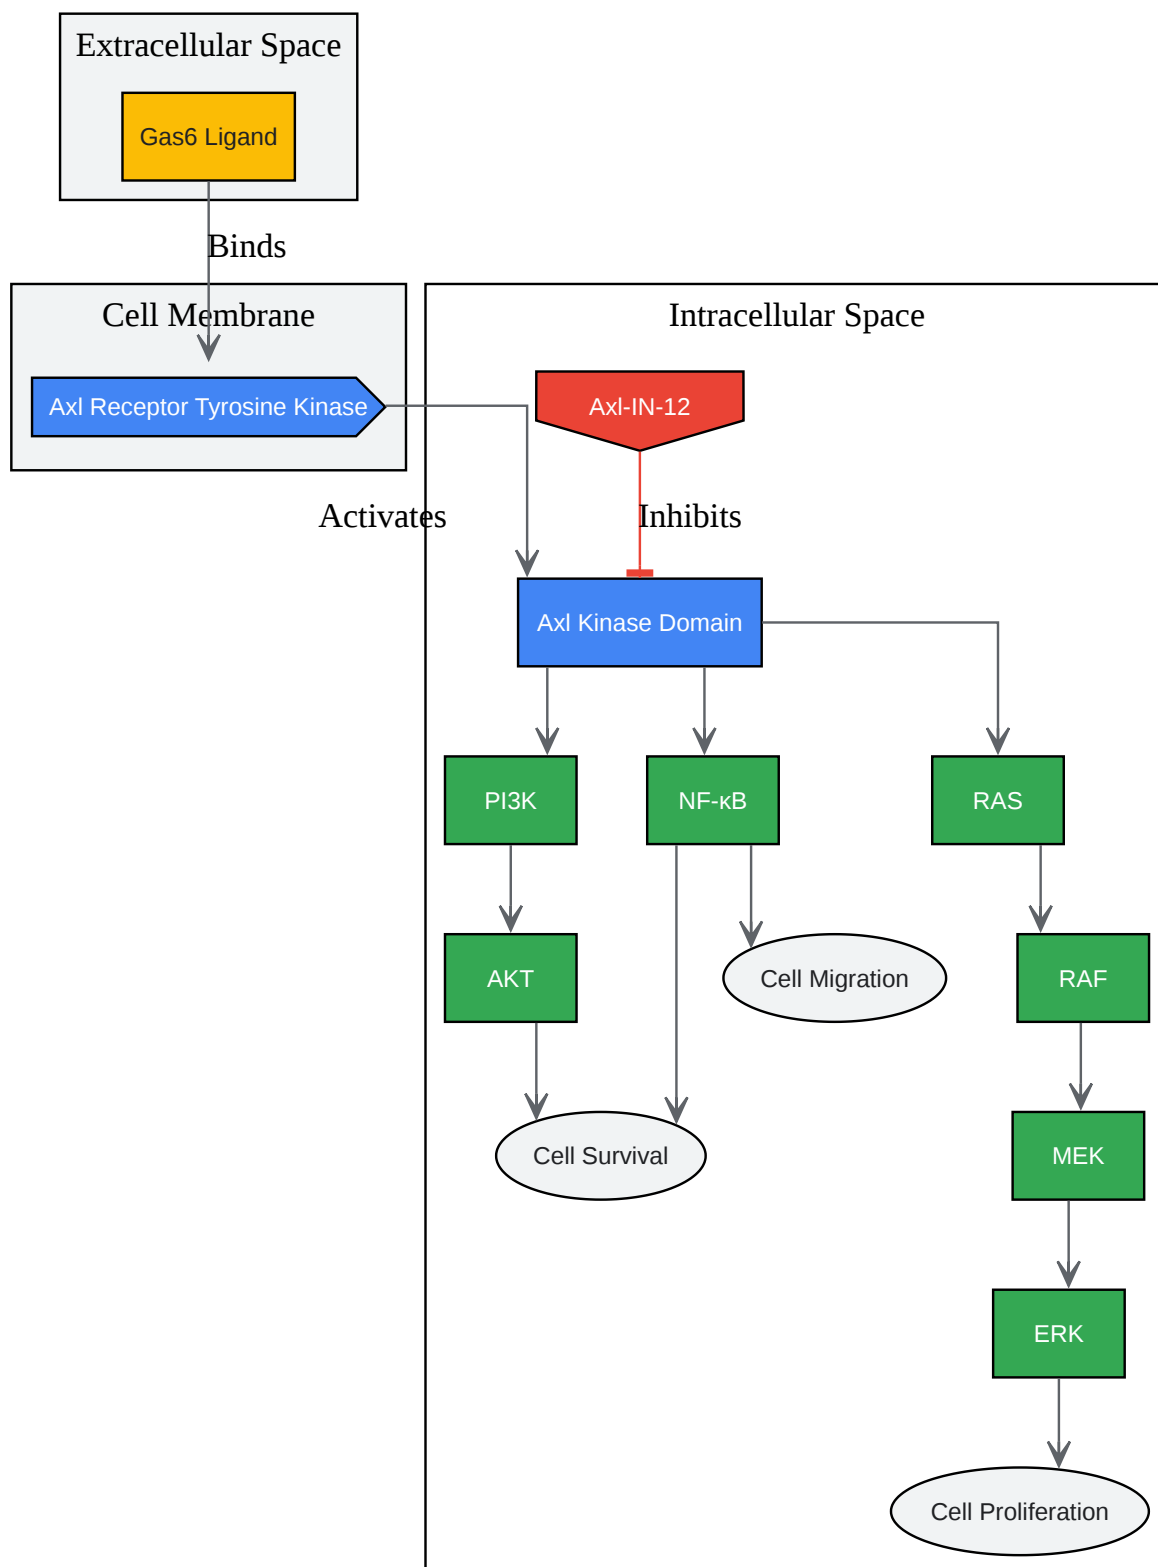 Extracellular Space
Gas6 Ligand
Binds
Cell Membrane
Intracellular Space
Axl Receptor Tyrosine Kinase
Axl-IN-12
Activates
Inhibits
Axl Kinase Domain
PI3K
NF-κB
RAS
AKT
Cell Migration
RAF
Cell Survival
MEK
ERK
Cell Proliferation